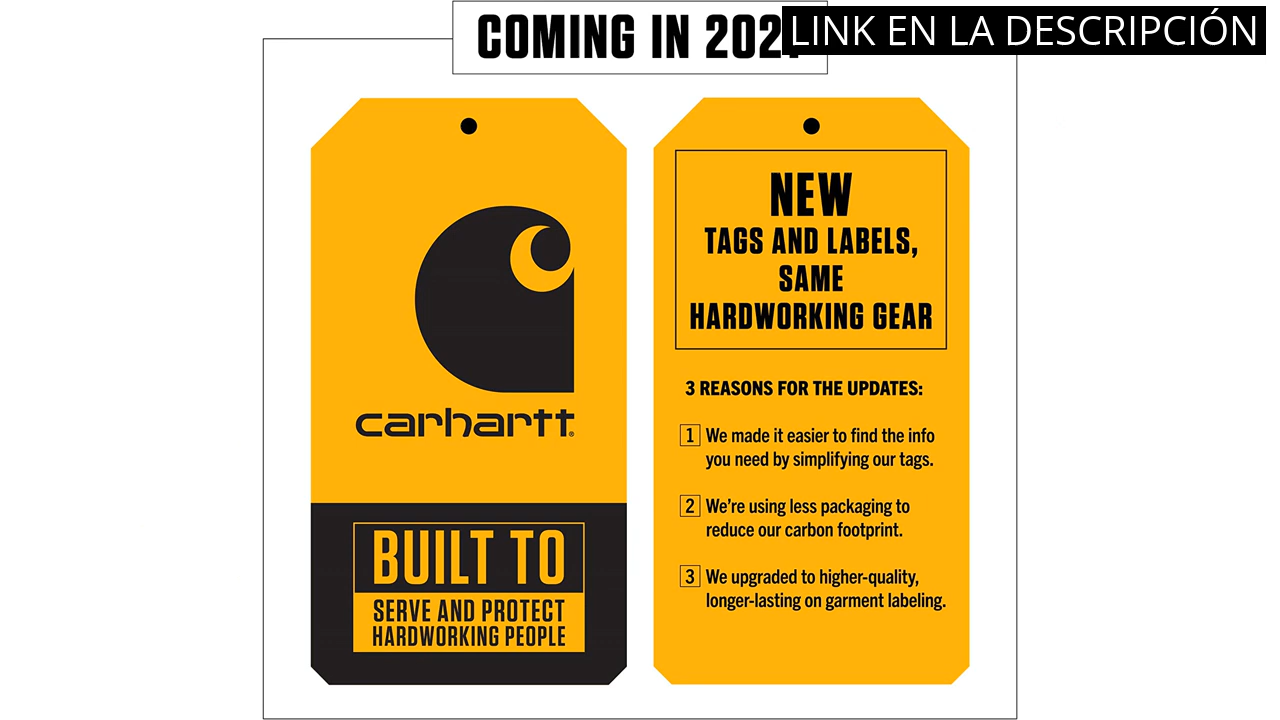 COMING IN
LINK EN LA DESCRIPCIÓN
carhartt®
BUILT TO
SERVE AND PROTECT
HARDWORKING PEOPLE
NEW
TAGS AND LABELS,
SAME
HARDWORKING GEAR
3 REASONS FOR THE UPDATES:
1 We made it easier to find the info
you need by simplifying our tags.
2 We're using less packaging to
reduce our carbon footprint.
3 We upgraded to higher-quality,
longer-lasting on garment labeling.